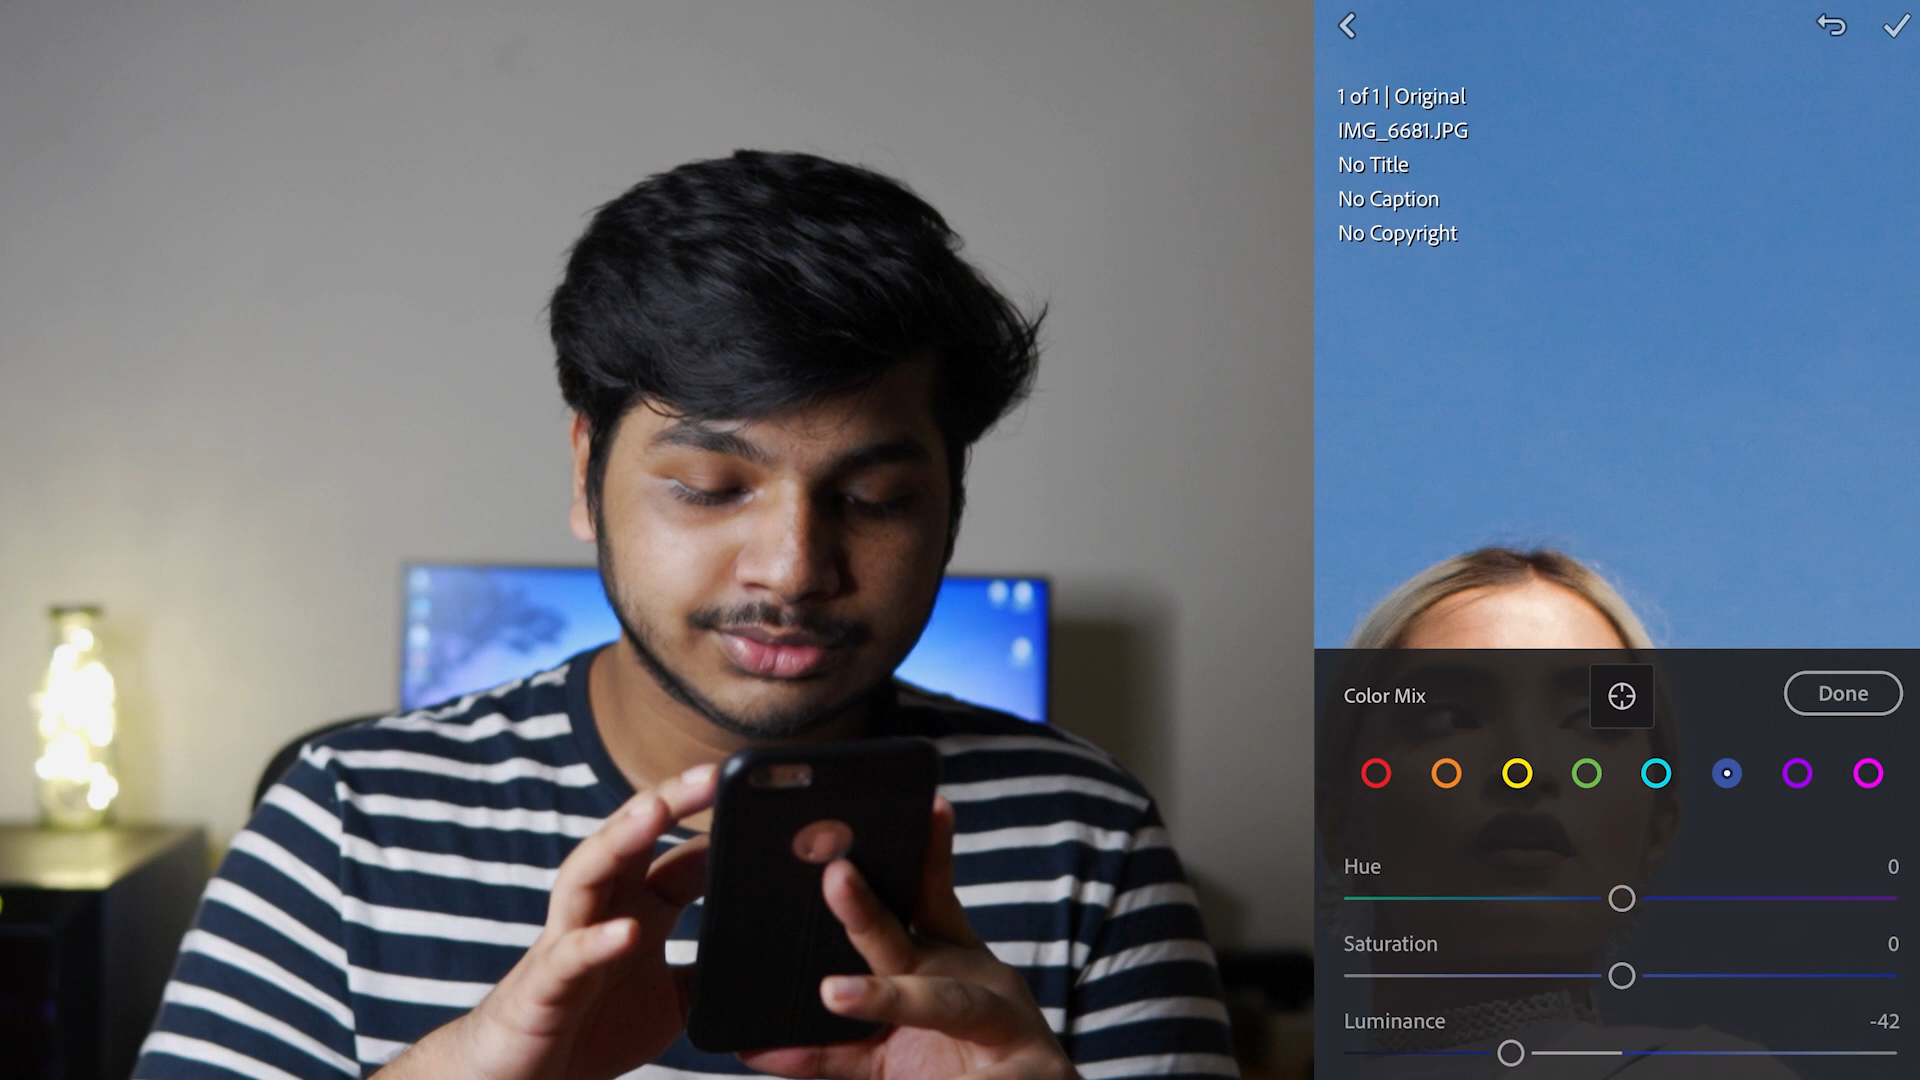 1 of 1 | Original
IMG_6681.JPG
No Title
No Caption
No Copyright
Color Mix
Done
Hue 0
Saturation 0
Luminance -42